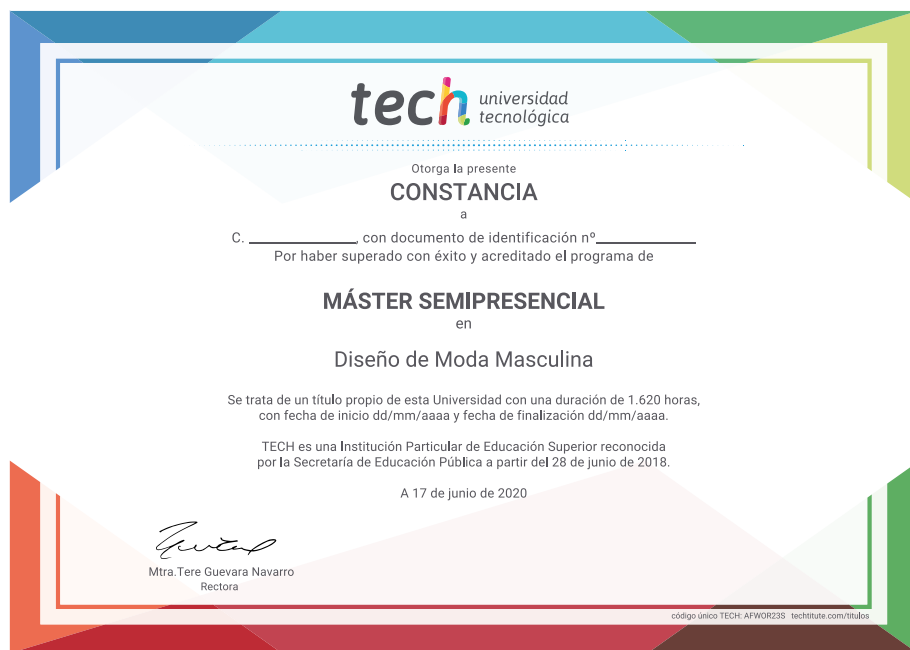 tech universidad
tecnológica
Otorga la presente
CONSTANCIA
a
C. ____________, con documento de identificación nº____________
Por haber superado con éxito y acreditado el programa de
MÁSTER SEMIPRESENCIAL
en
Diseño de Moda Masculina
Se trata de un título propio de esta Universidad con una duración de 1.620 horas,
con fecha de inicio dd/mm/aaaa y fecha de finalización dd/mm/aaaa.
TECH es una Institución Particular de Educación Superior reconocida
por la Secretaría de Educación Pública a partir del 28 de junio de 2018.
A 17 de junio de 2020
Mtra.Tere Guevara Navarro
Rectora
código único TECH: AFWOR23S techtitute.com/titulos